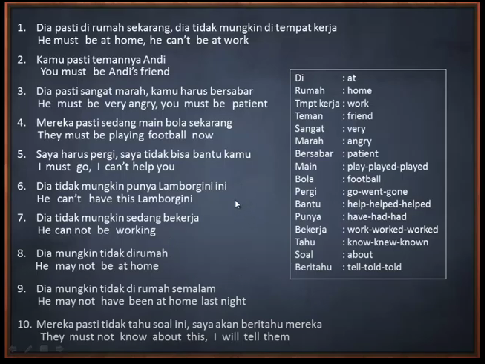 1. Dia pasti di rumah sekarang, dia tidak mungkin di tempat kerja
He must be at home, he can't be at work
2. Kamu pasti temannya Andi
You must be Andi's friend
3. Dia pasti sangat marah, kamu harus bersabar
He must be very angry, you must be patient
4. Mereka pasti sedang main bola sekarang
They must be playing football now
5. Saya harus pergi, saya tidak bisa bantu kamu
I must go, I can't help you
6. Dia tidak mungkin punya Lamborgini ini
He can't have this Lamborgini
7. Dia tidak mungkin sedang bekerja
He can not be working
8. Dia mungkin tidak dirumah
He may not be at home
9. Dia mungkin tidak di rumah semalam
He may not have been at home last night
10. Mereka pasti tidak tahu soal ini, saya akan beritahu mereka
They must not know about this, I will tell them
Di : at
Rumah : home
Tmpt kerja : work
Teman : friend
Sangat : very
Marah : angry
Bersabar : patient
Main : play-played-played
Bola : football
Pergi : go-went-gone
Bantu : help-helped-helped
Punya : have-had-had
Bekerja : work-worked-worked
Tahu : know-knew-known
Soal : about
Beritahu : tell-told-told